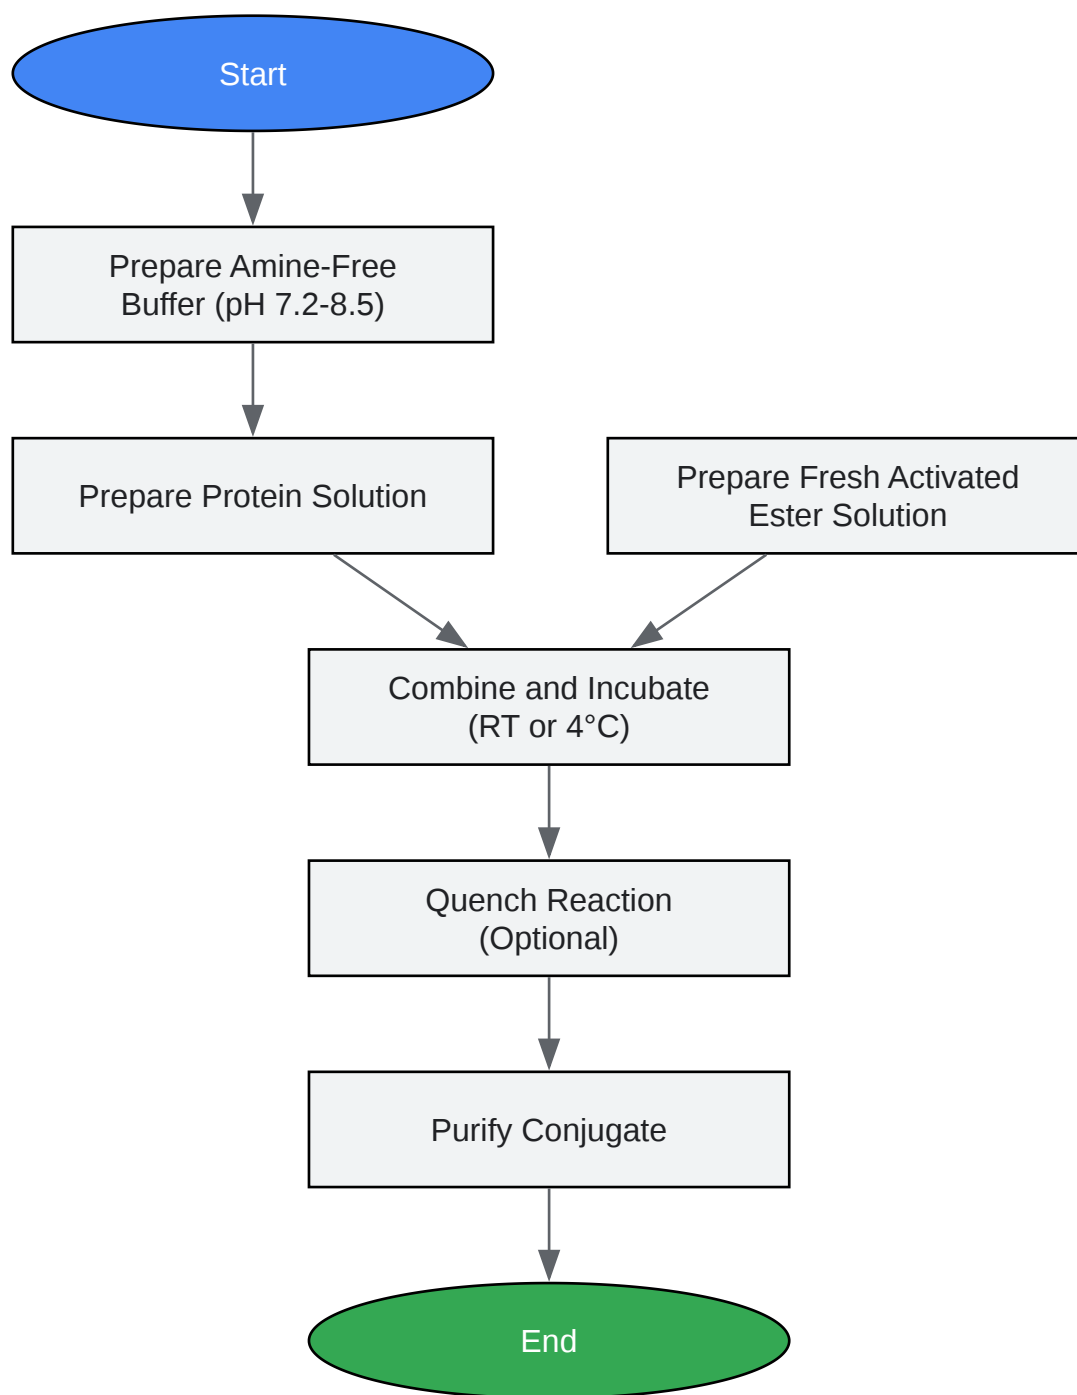 Start
Prepare Amine-Free
Buffer (pH 7.2-8.5)
Prepare Protein Solution
Prepare Fresh Activated
Ester Solution
Combine and Incubate
(RT or 4°C)
Quench Reaction
(Optional)
Purify Conjugate
End